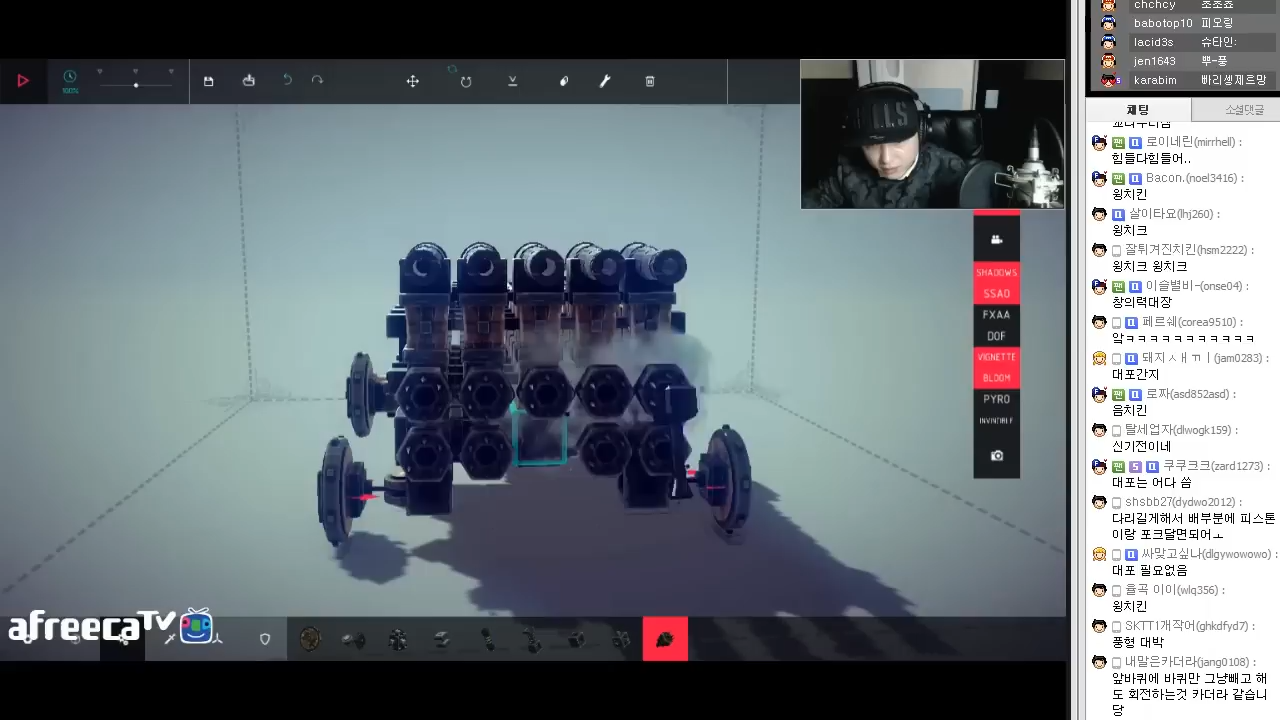 chchcy 조조죠
babotop10 피오링
lacid3s 슈타인:
jen1643 뿌-풍
karabim 빠리셍제르망
채팅 소셜댓글
로이네린(mirrhell) :
힘들다힘들어..
Bacon.(noel3416) :
윙치킨
살이타요(lhj260) :
윙치크
잘튀겨진치킨(hsm2222) :
윙치크 윙치크
이슬별비-(onse04) :
창의력대장
페르쉐(corea9510) :
악ㅋㅋㅋㅋㅋㅋㅋㅋㅋㅋ
돼지ㅅㅐㄲㅣ(jam0283) :
대포간지
로짜(asd852asd) :
음치킨
탈세업자(dlwogk159) :
신기전이네
쿠쿠크크(zard1273) :
대포는 어다 씀
shsbb27(dydwo2012) :
다리길게해서 배부분에 피스톤
이랑 포크달면되어ㅗ
싸맞고싶나(dlgywowowo) :
대포 필요없음
율곡 이이(wlq356) :
윙치킨
SKTT1개작어(ghkdfyd7) :
풍형 대박
내말은카더라(jang0108) :
앞바퀴에 바퀴만 그냥빼고 해
도 회전하는것 카더라 같습니
당
100%
SHADOWS
SSAO
FXAA
DOF
VIGNETTE
BLOOM
PYRO
INVINCIBLE
afreecaTV